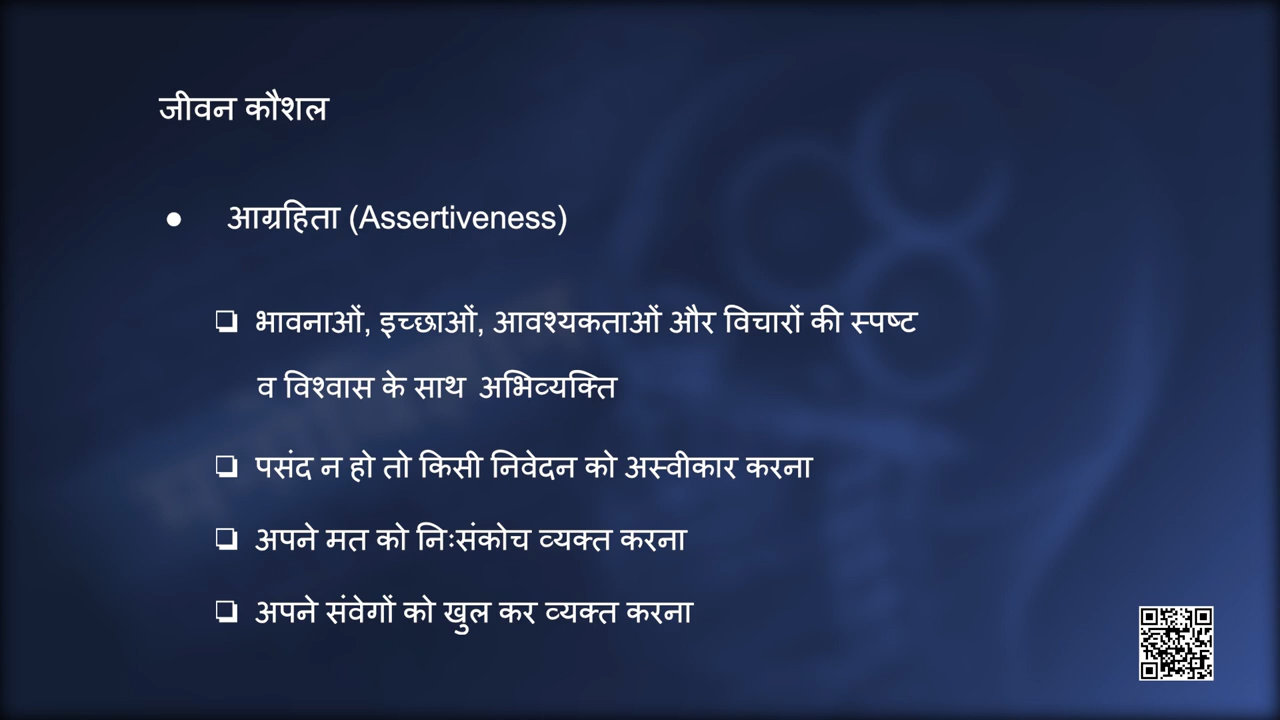 जीवन कौशल
● आग्रहिता (Assertiveness)
❏ भावनाओं, इच्छाओं, आवश्यकताओं और विचारों की स्पष्ट
व विश्वास के साथ अभिव्यक्ति
❏ पसंद न हो तो किसी निवेदन को अस्वीकार करना
❏ अपने मत को निःसंकोच व्यक्त करना
❏ अपने संवेगों को खुल कर व्यक्त करना